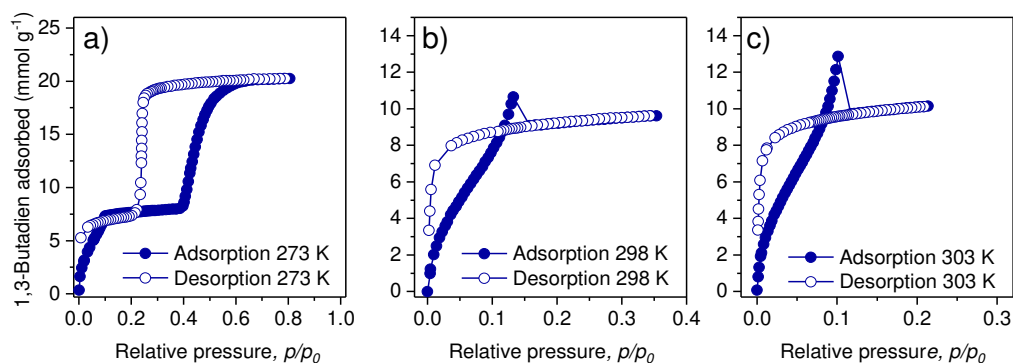 1,3-Butadien adsorbed (mmol g⁻¹)
a)
25
20
15
10
5
0
Adsorption 273 K
Desorption 273 K
0.0 0.2 0.4 0.6 0.8 1.0
Relative pressure, p/p₀
b)
14
12
10
8
6
4
2
0
Adsorption 298 K
Desorption 298 K
0.0 0.1 0.2 0.3 0.4
Relative pressure, p/p₀
c)
14
12
10
8
6
4
2
0
Adsorption 303 K
Desorption 303 K
0.0 0.1 0.2 0.3
Relative pressure, p/p₀